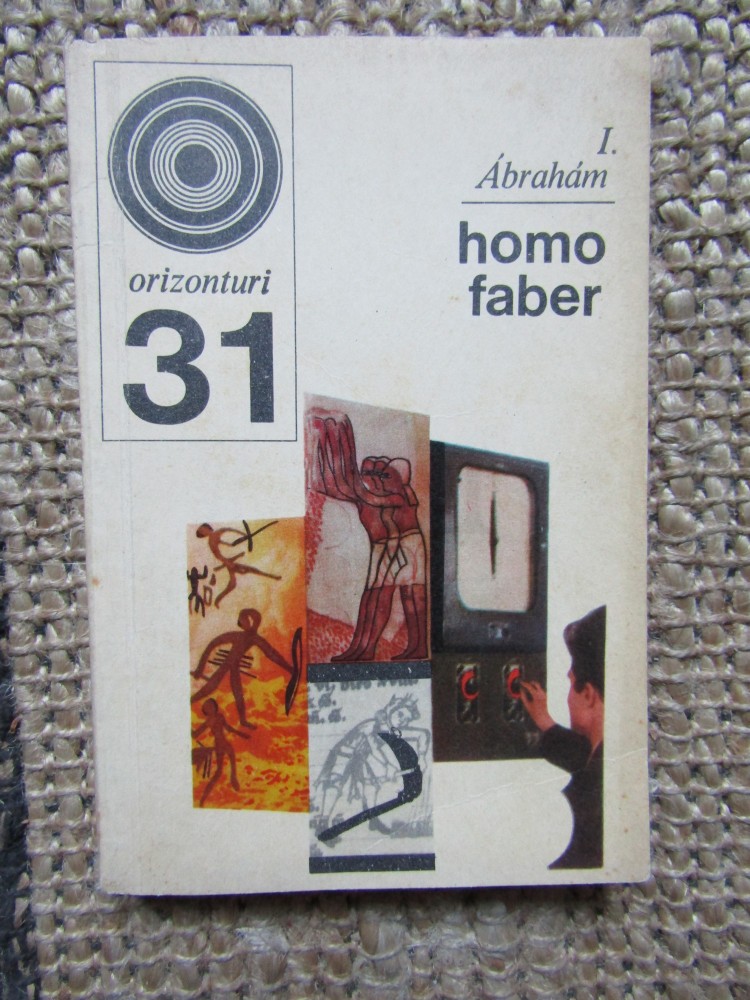 orizonturi
31
I.
Ábrahám
homo
faber